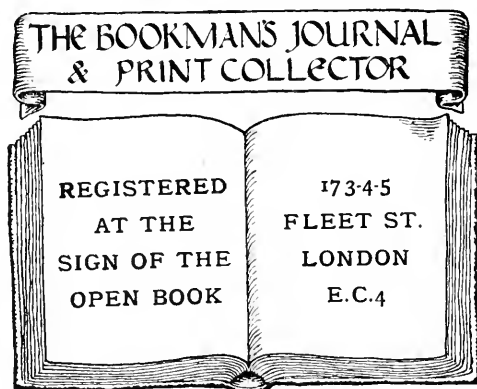 THE BOOKMAN'S JOURNAL
& PRINT COLLECTOR
REGISTERED
AT THE
SIGN OF THE
OPEN BOOK
173-4-5
FLEET ST.
LONDON
E.C.4